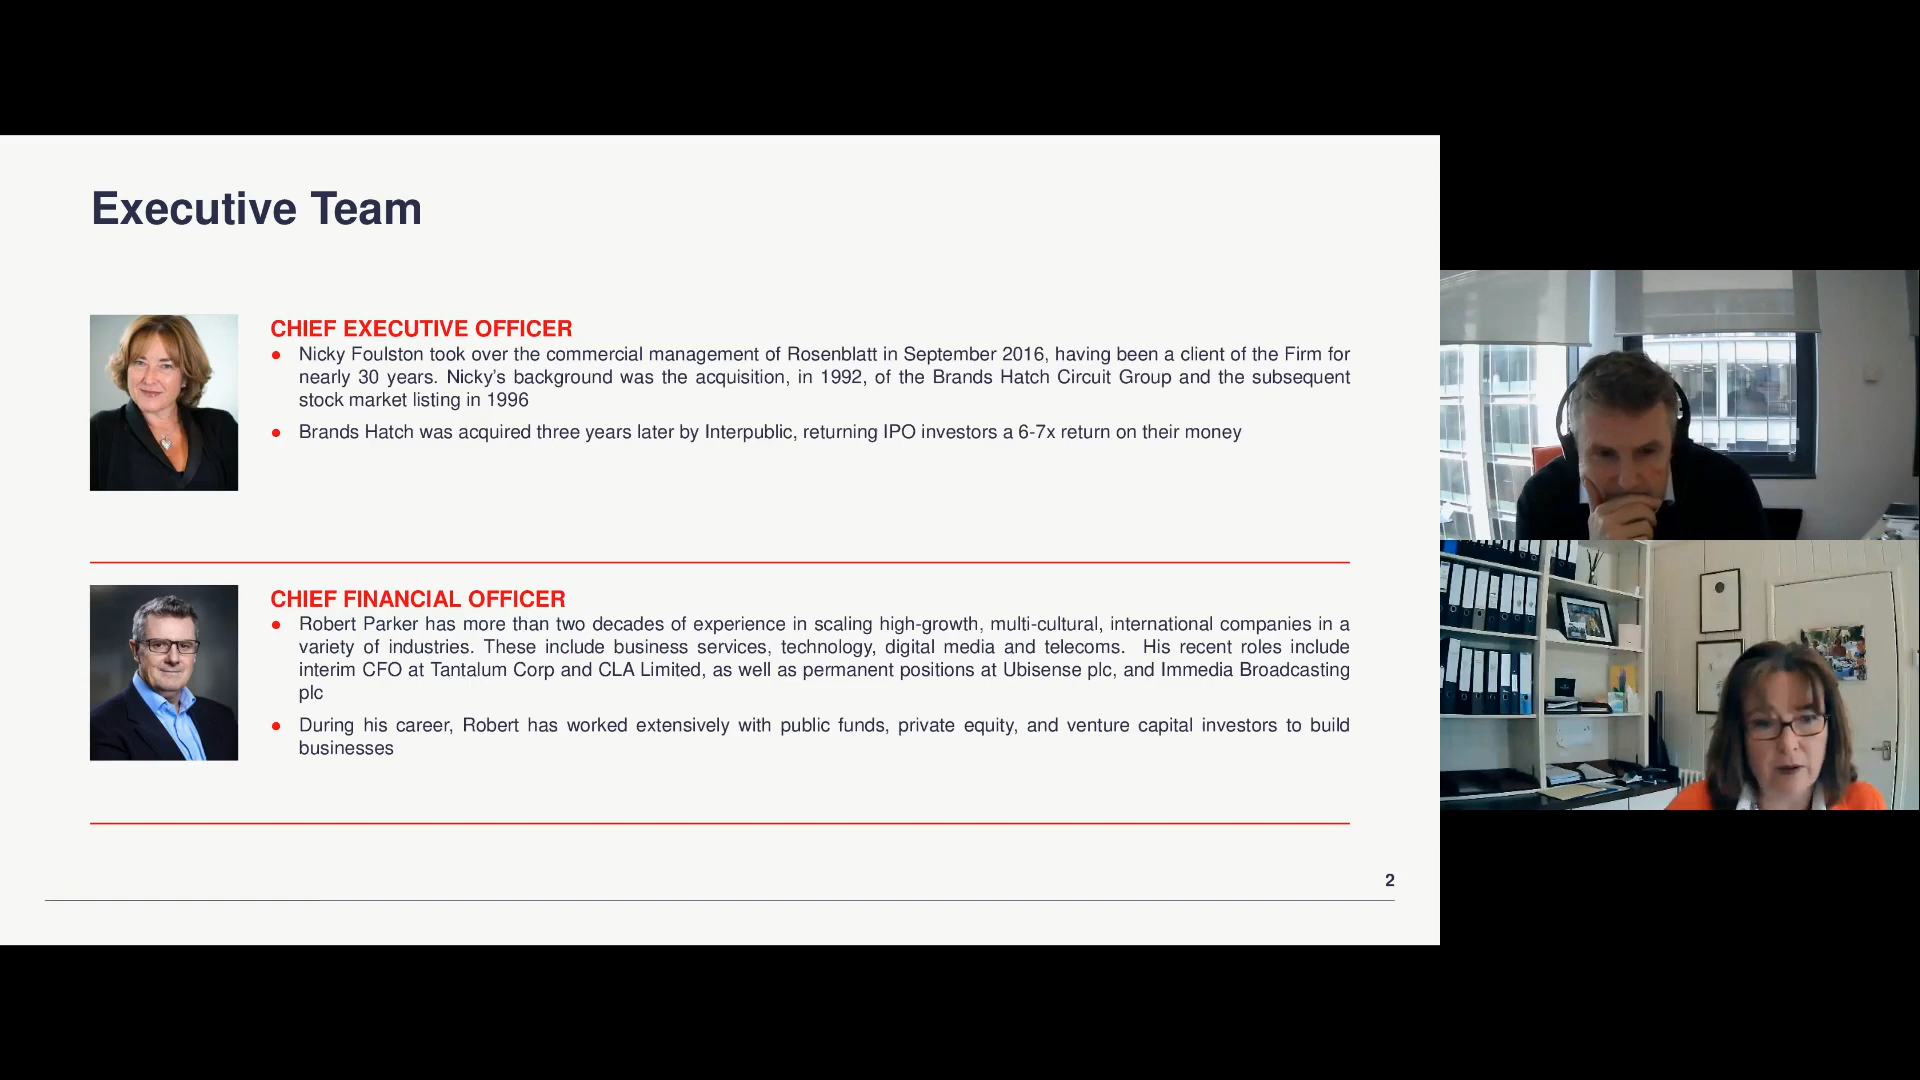 Executive Team
CHIEF EXECUTIVE OFFICER
● Nicky Foulston took over the commercial management of Rosenblatt in September 2016, having been a client of the Firm for
nearly 30 years. Nicky’s background was the acquisition, in 1992, of the Brands Hatch Circuit Group and the subsequent
stock market listing in 1996
● Brands Hatch was acquired three years later by Interpublic, returning IPO investors a 6-7x return on their money
CHIEF FINANCIAL OFFICER
● Robert Parker has more than two decades of experience in scaling high-growth, multi-cultural, international companies in a
variety of industries. These include business services, technology, digital media and telecoms. His recent roles include
interim CFO at Tantalum Corp and CLA Limited, as well as permanent positions at Ubisense plc, and Immedia Broadcasting
plc
● During his career, Robert has worked extensively with public funds, private equity, and venture capital investors to build
businesses
2